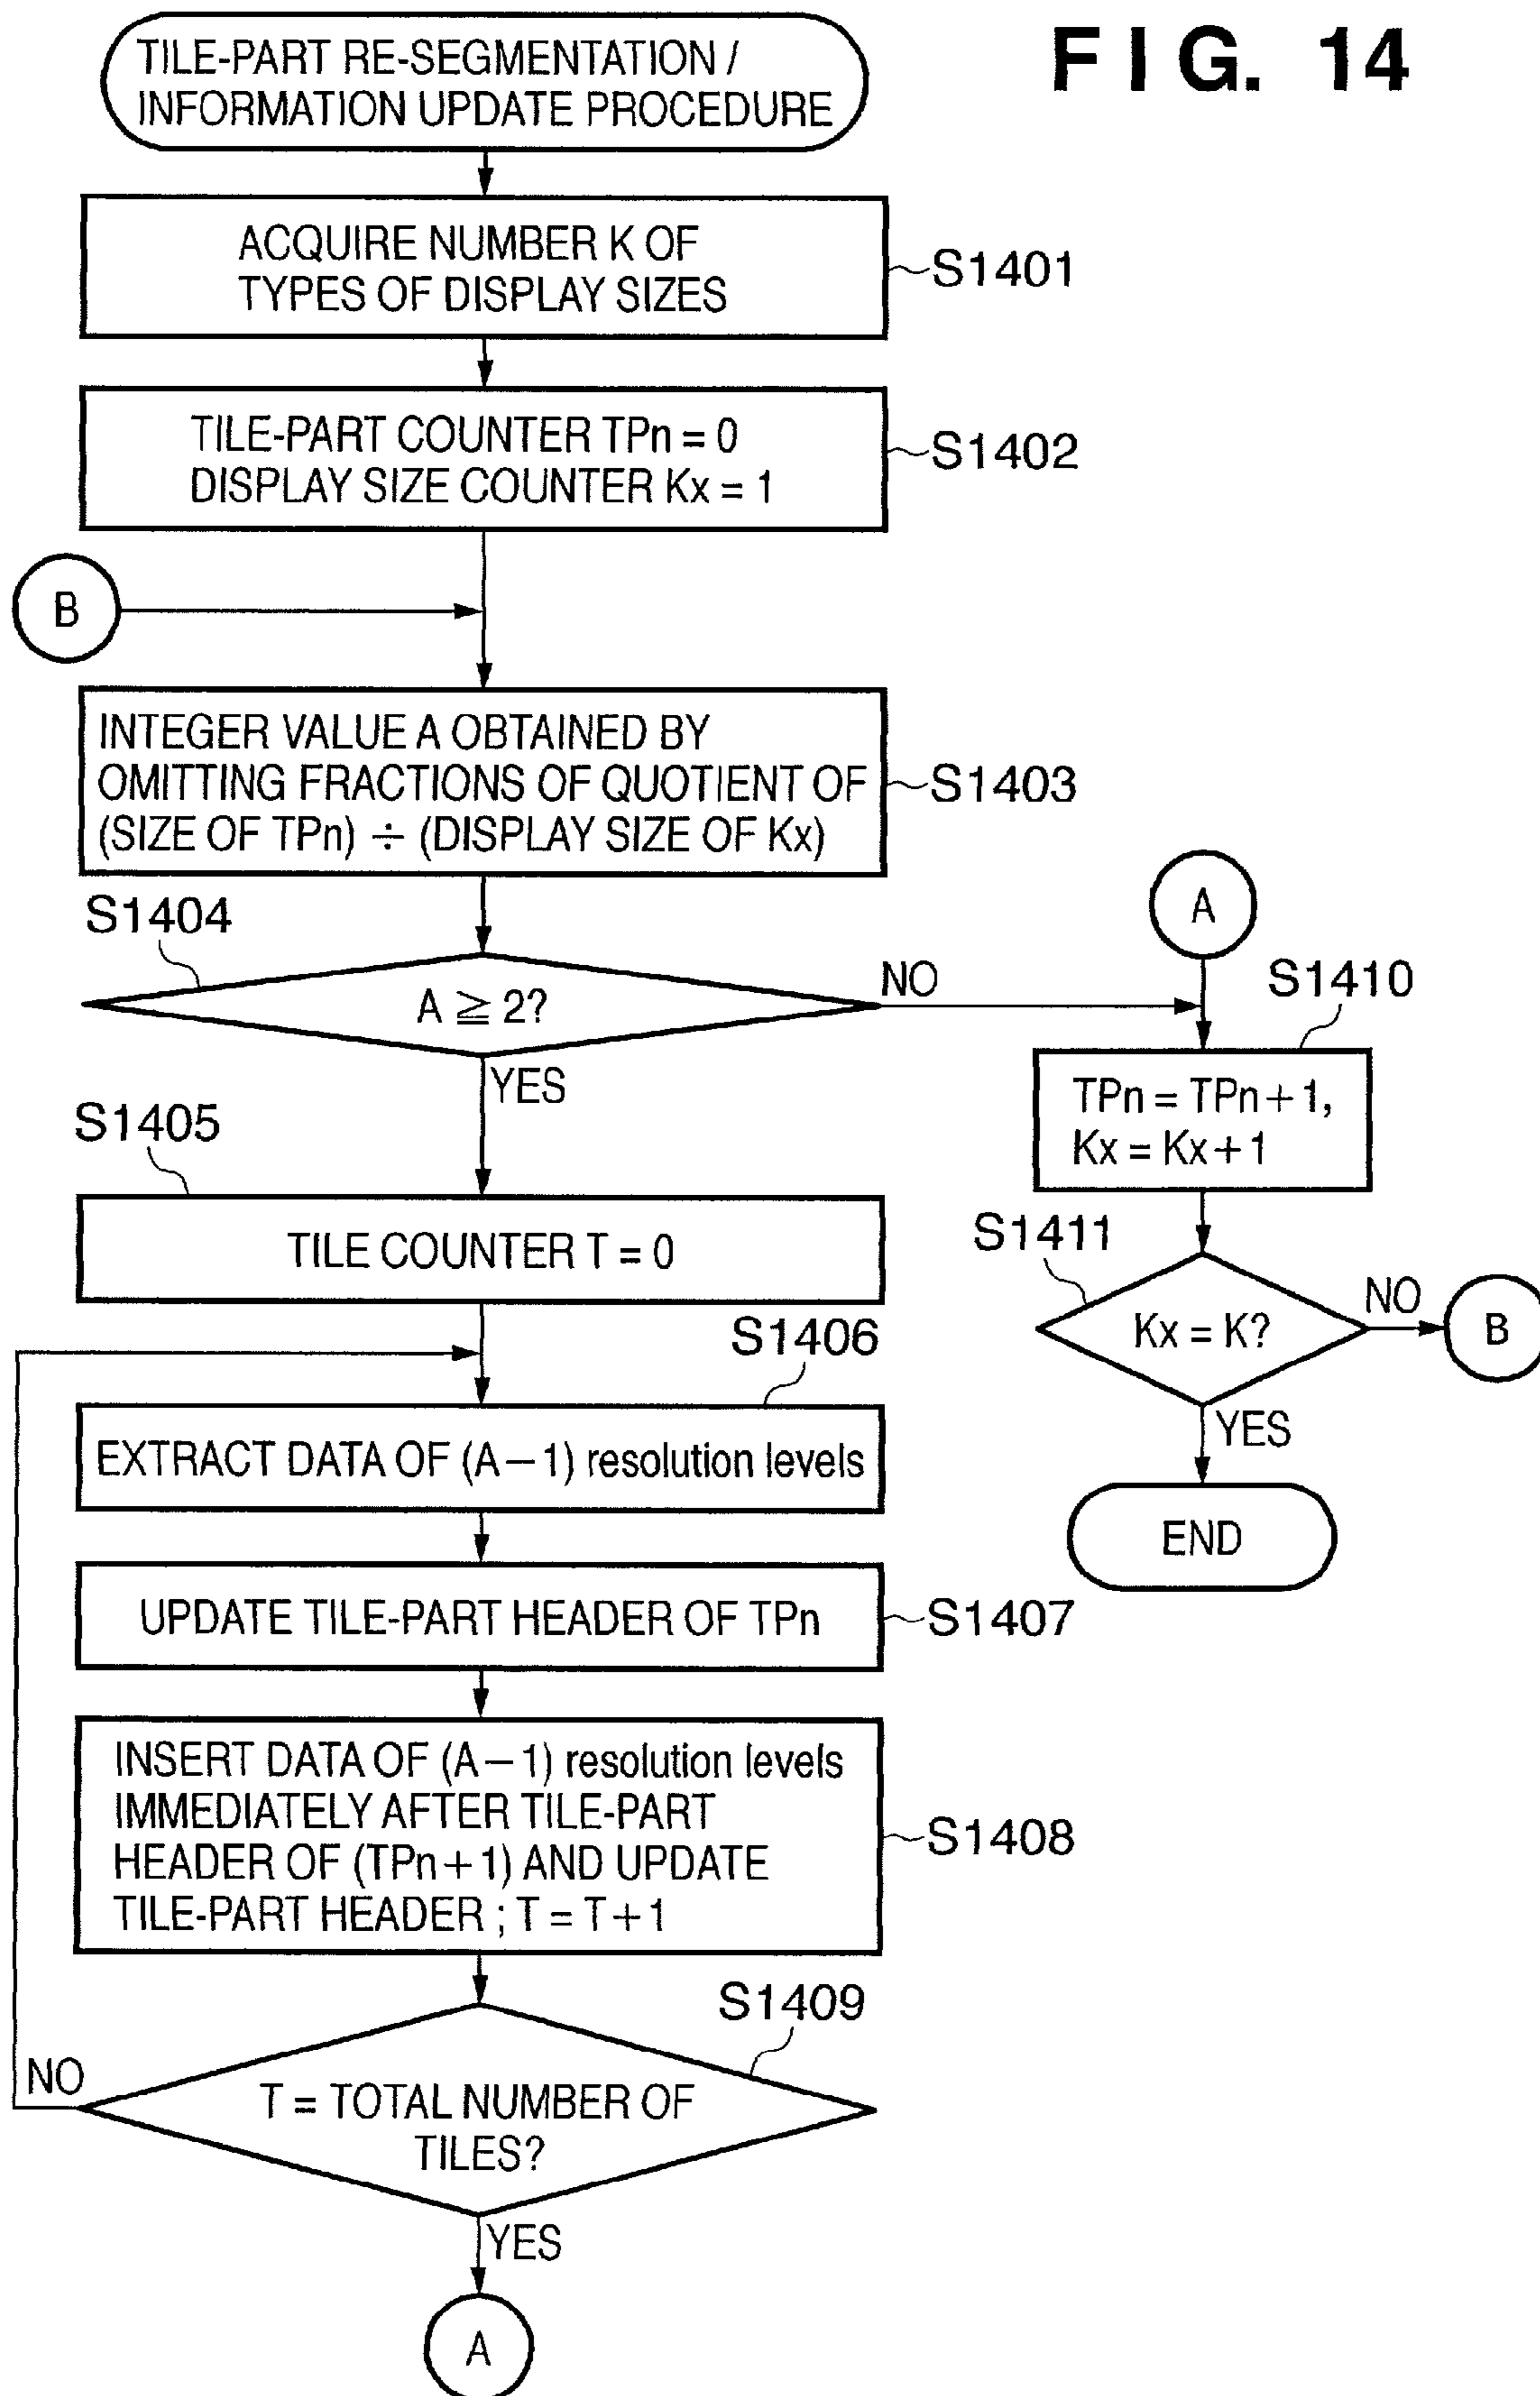 FIG. 14
TILE-PART RE-SEGMENTATION /
INFORMATION UPDATE PROCEDURE
ACQUIRE NUMBER K OF
TYPES OF DISPLAY SIZES
S1401
TILE-PART COUNTER TPn = 0
DISPLAY SIZE COUNTER Kx = 1
S1402
B
INTEGER VALUE A OBTAINED BY
OMITTING FRACTIONS OF QUOTIENT OF
(SIZE OF TPn) ÷ (DISPLAY SIZE OF Kx)
S1403
S1404
A ≧ 2?
NO
YES
A
S1410
TPn = TPn+1,
Kx = Kx+1
S1411
Kx = K?
NO
B
YES
END
S1405
TILE COUNTER T = 0
S1406
EXTRACT DATA OF (A−1) resolution levels
UPDATE TILE-PART HEADER OF TPn
S1407
INSERT DATA OF (A−1) resolution levels
IMMEDIATELY AFTER TILE-PART
HEADER OF (TPn+1) AND UPDATE
TILE-PART HEADER ; T = T+1
S1408
S1409
T = TOTAL NUMBER OF
TILES?
NO
YES
A